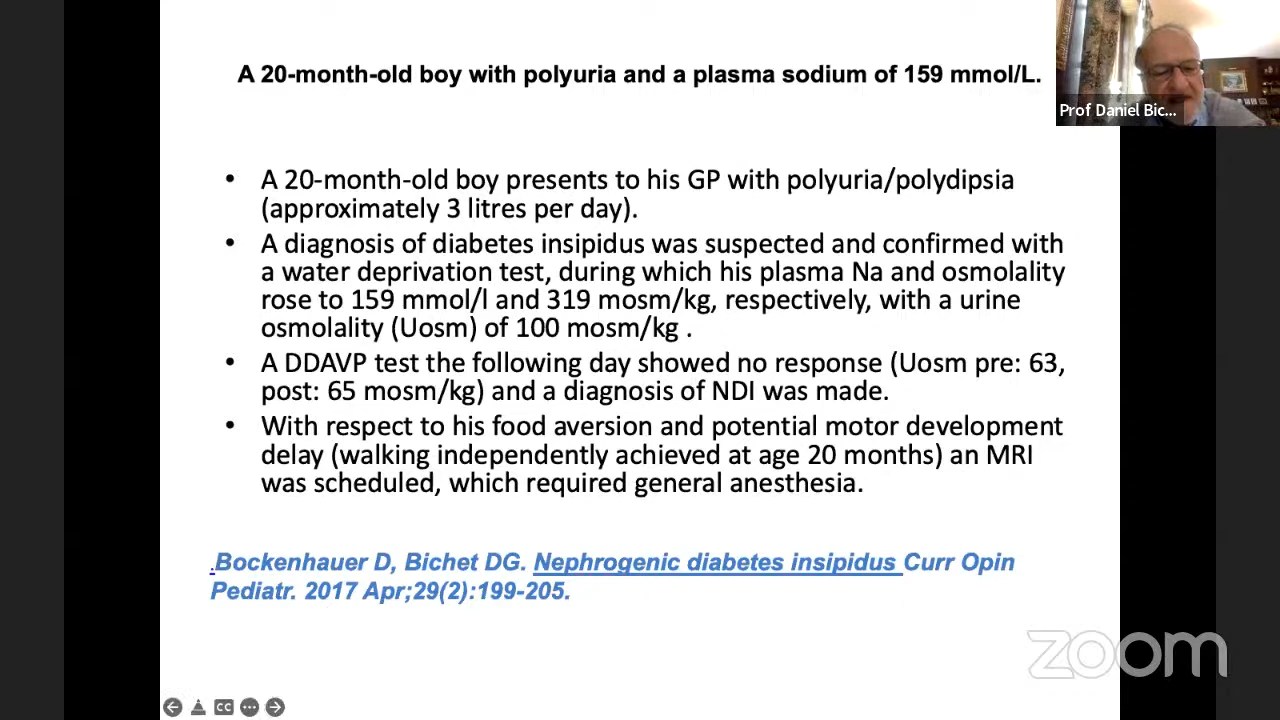 A 20-month-old boy with polyuria and a plasma sodium of 159 mmol/L.
Prof Daniel Bic...
• A 20-month-old boy presents to his GP with polyuria/polydipsia
(approximately 3 litres per day).
• A diagnosis of diabetes insipidus was suspected and confirmed with
a water deprivation test, during which his plasma Na and osmolality
rose to 159 mmol/l and 319 mosm/kg, respectively, with a urine
osmolality (Uosm) of 100 mosm/kg .
• A DDAVP test the following day showed no response (Uosm pre: 63,
post: 65 mosm/kg) and a diagnosis of NDI was made.
• With respect to his food aversion and potential motor development
delay (walking independently achieved at age 20 months) an MRI
was scheduled, which required general anesthesia.
.Bockenhauer D, Bichet DG. Nephrogenic diabetes insipidus Curr Opin
Pediatr. 2017 Apr;29(2):199-205.
zoom
CC